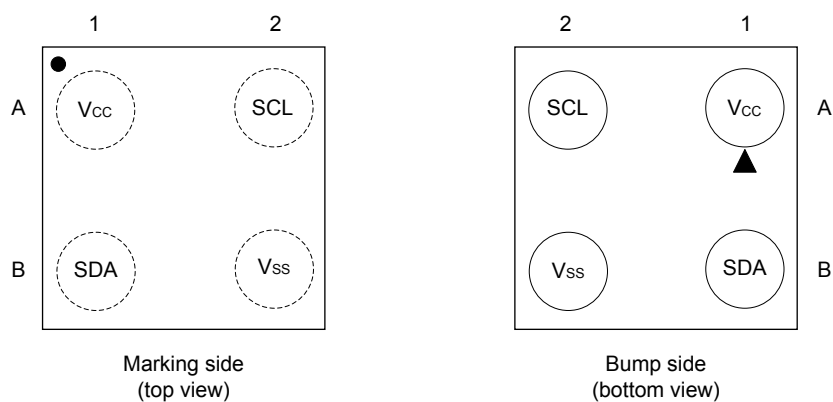 1 2
A VCC SCL
B SDA VSS
Marking side
(top view)
2 1
SCL VCC A
VSS SDA B
Bump side
(bottom view)